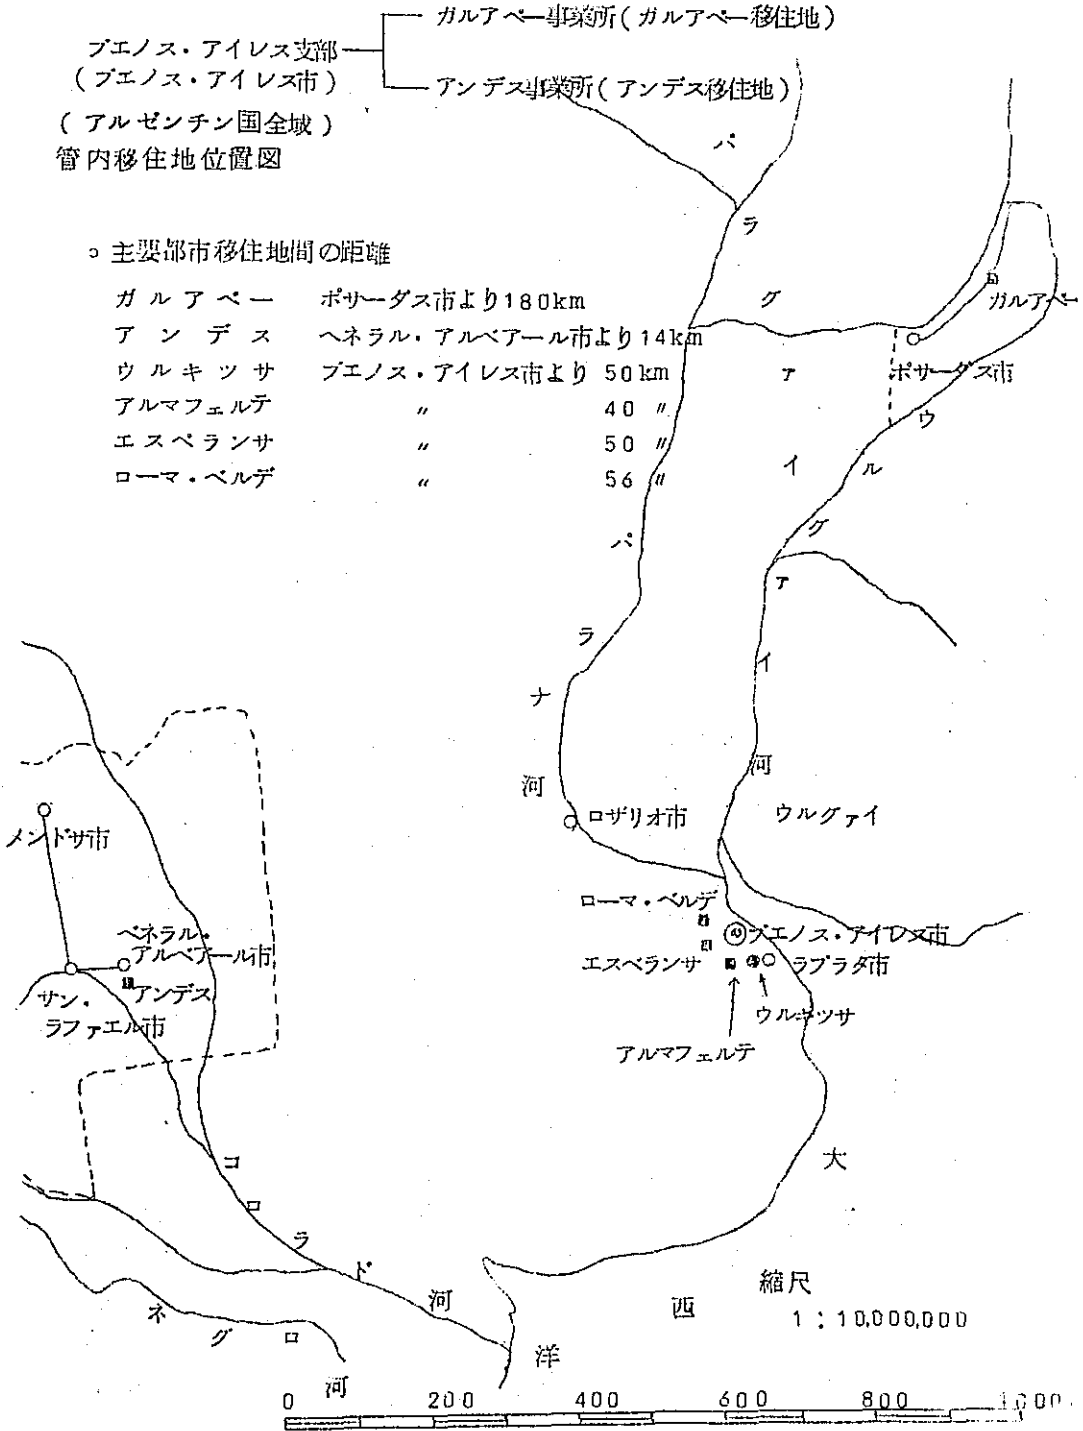 ガルアペー事業所(ガルアペー移住地)
ブエノス・アイレス支部
(ブエノス・アイレス市)
アンデス事業所(アンデス移住地)
(アルゼンチン国全域)
管内移住地位置図
○ 主要都市移住地間の距離
ガルアペー ポサーダス市より180km
アンデス ヘネラル・アルベアール市より14km
ウルキッサ ブエノス・アイレス市より 50km
アルマフェルテ 〃 40 〃
エスペランサ 〃 50 〃
ローマ・ベルデ 〃 56 〃
パラグァイ
ガルアペー
ポサーダス市
ウルグァイ河
パラナ河
ロザリオ市
ウルグァイ
メンドサ市
ヘネラル・
アルベアール市
アンデス
サン・
ラファエル市
ローマ・ベルデ
ブエノス・アイレス市
エスペランサ
ラプラタ市
ウルキッサ
アルマフェルテ
コロラド河
ネグロ河
大西洋
縮尺
1:10,000,000
0 200 400 600 800 1000